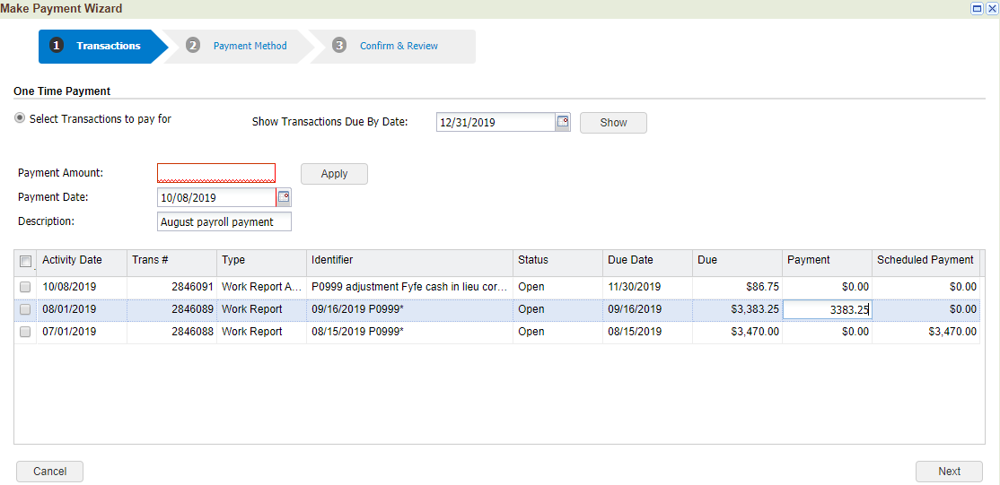 Make Payment Wizard
1 Transactions 2 Payment Method 3 Confirm & Review
One Time Payment
Select Transactions to pay for Show Transactions Due By Date: 12/31/2019 Show
Payment Amount: Apply
Payment Date: 10/08/2019
Description: August payroll payment
Activity Date Trans # Type Identifier Status Due Date Due Payment Scheduled Payment
10/08/2019 2846091 Work Report A... P0999 adjustment Fyfe cash in lieu cor... Open 11/30/2019 $86.75 $0.00 $0.00
08/01/2019 2846089 Work Report 09/16/2019 P0999* Open 09/16/2019 $3,383.25 3383.25 $0.00
07/01/2019 2846088 Work Report 08/15/2019 P0999* Open 08/15/2019 $3,470.00 $0.00 $3,470.00
Cancel Next